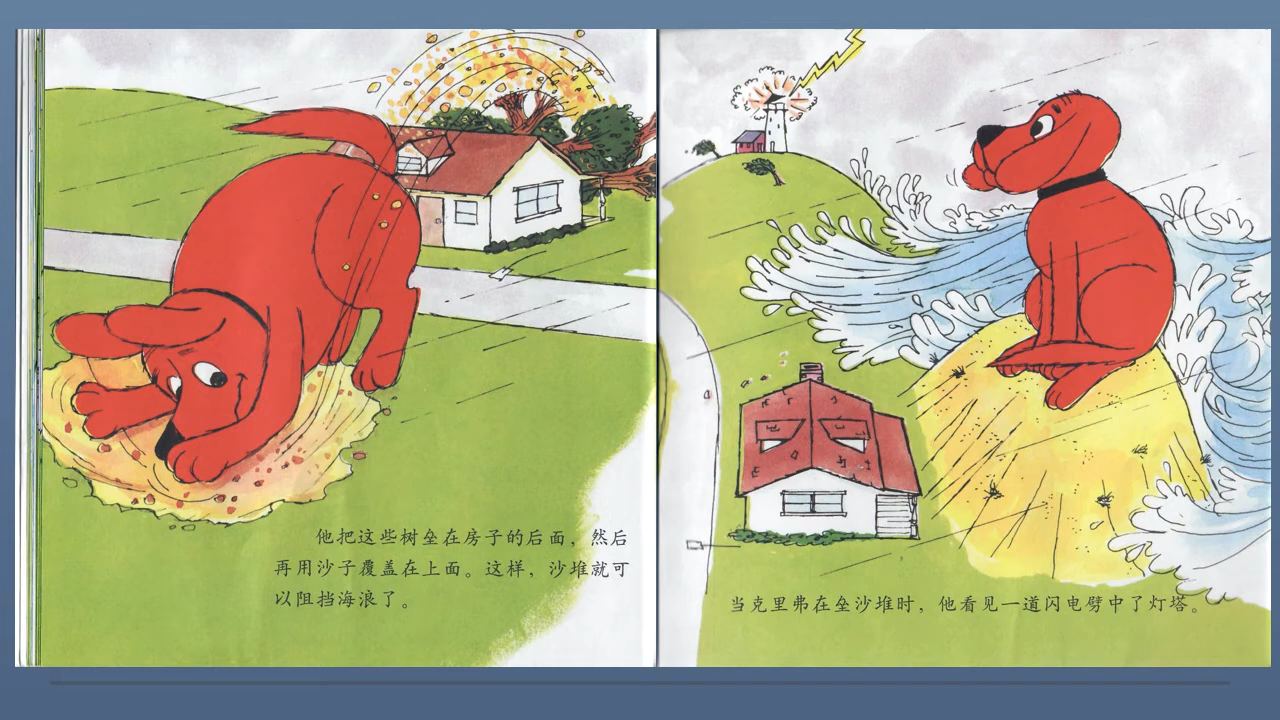 他把这些树垒在房子的后面，然后
再用沙子覆盖在上面。这样，沙堆就可
以阻挡海浪了。
当克里弗在垒沙堆时，他看见一道闪电劈中了灯塔。